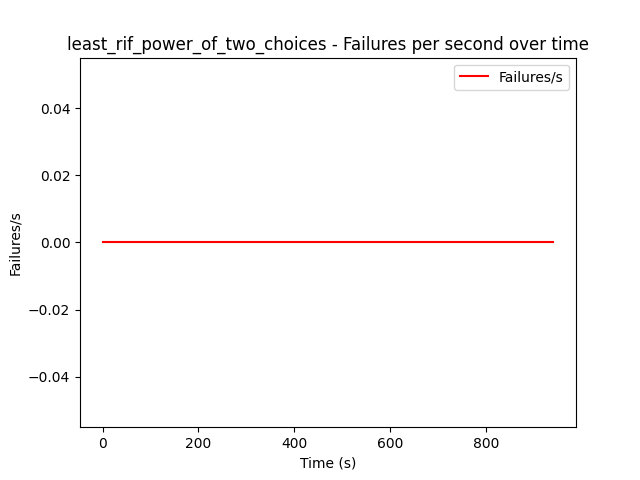 least_rif_power_of_two_choices - Failures per second over time
Failures/s
0.04
0.02
0.00
−0.02
−0.04
Failures/s
0
200
400
600
800
Time (s)